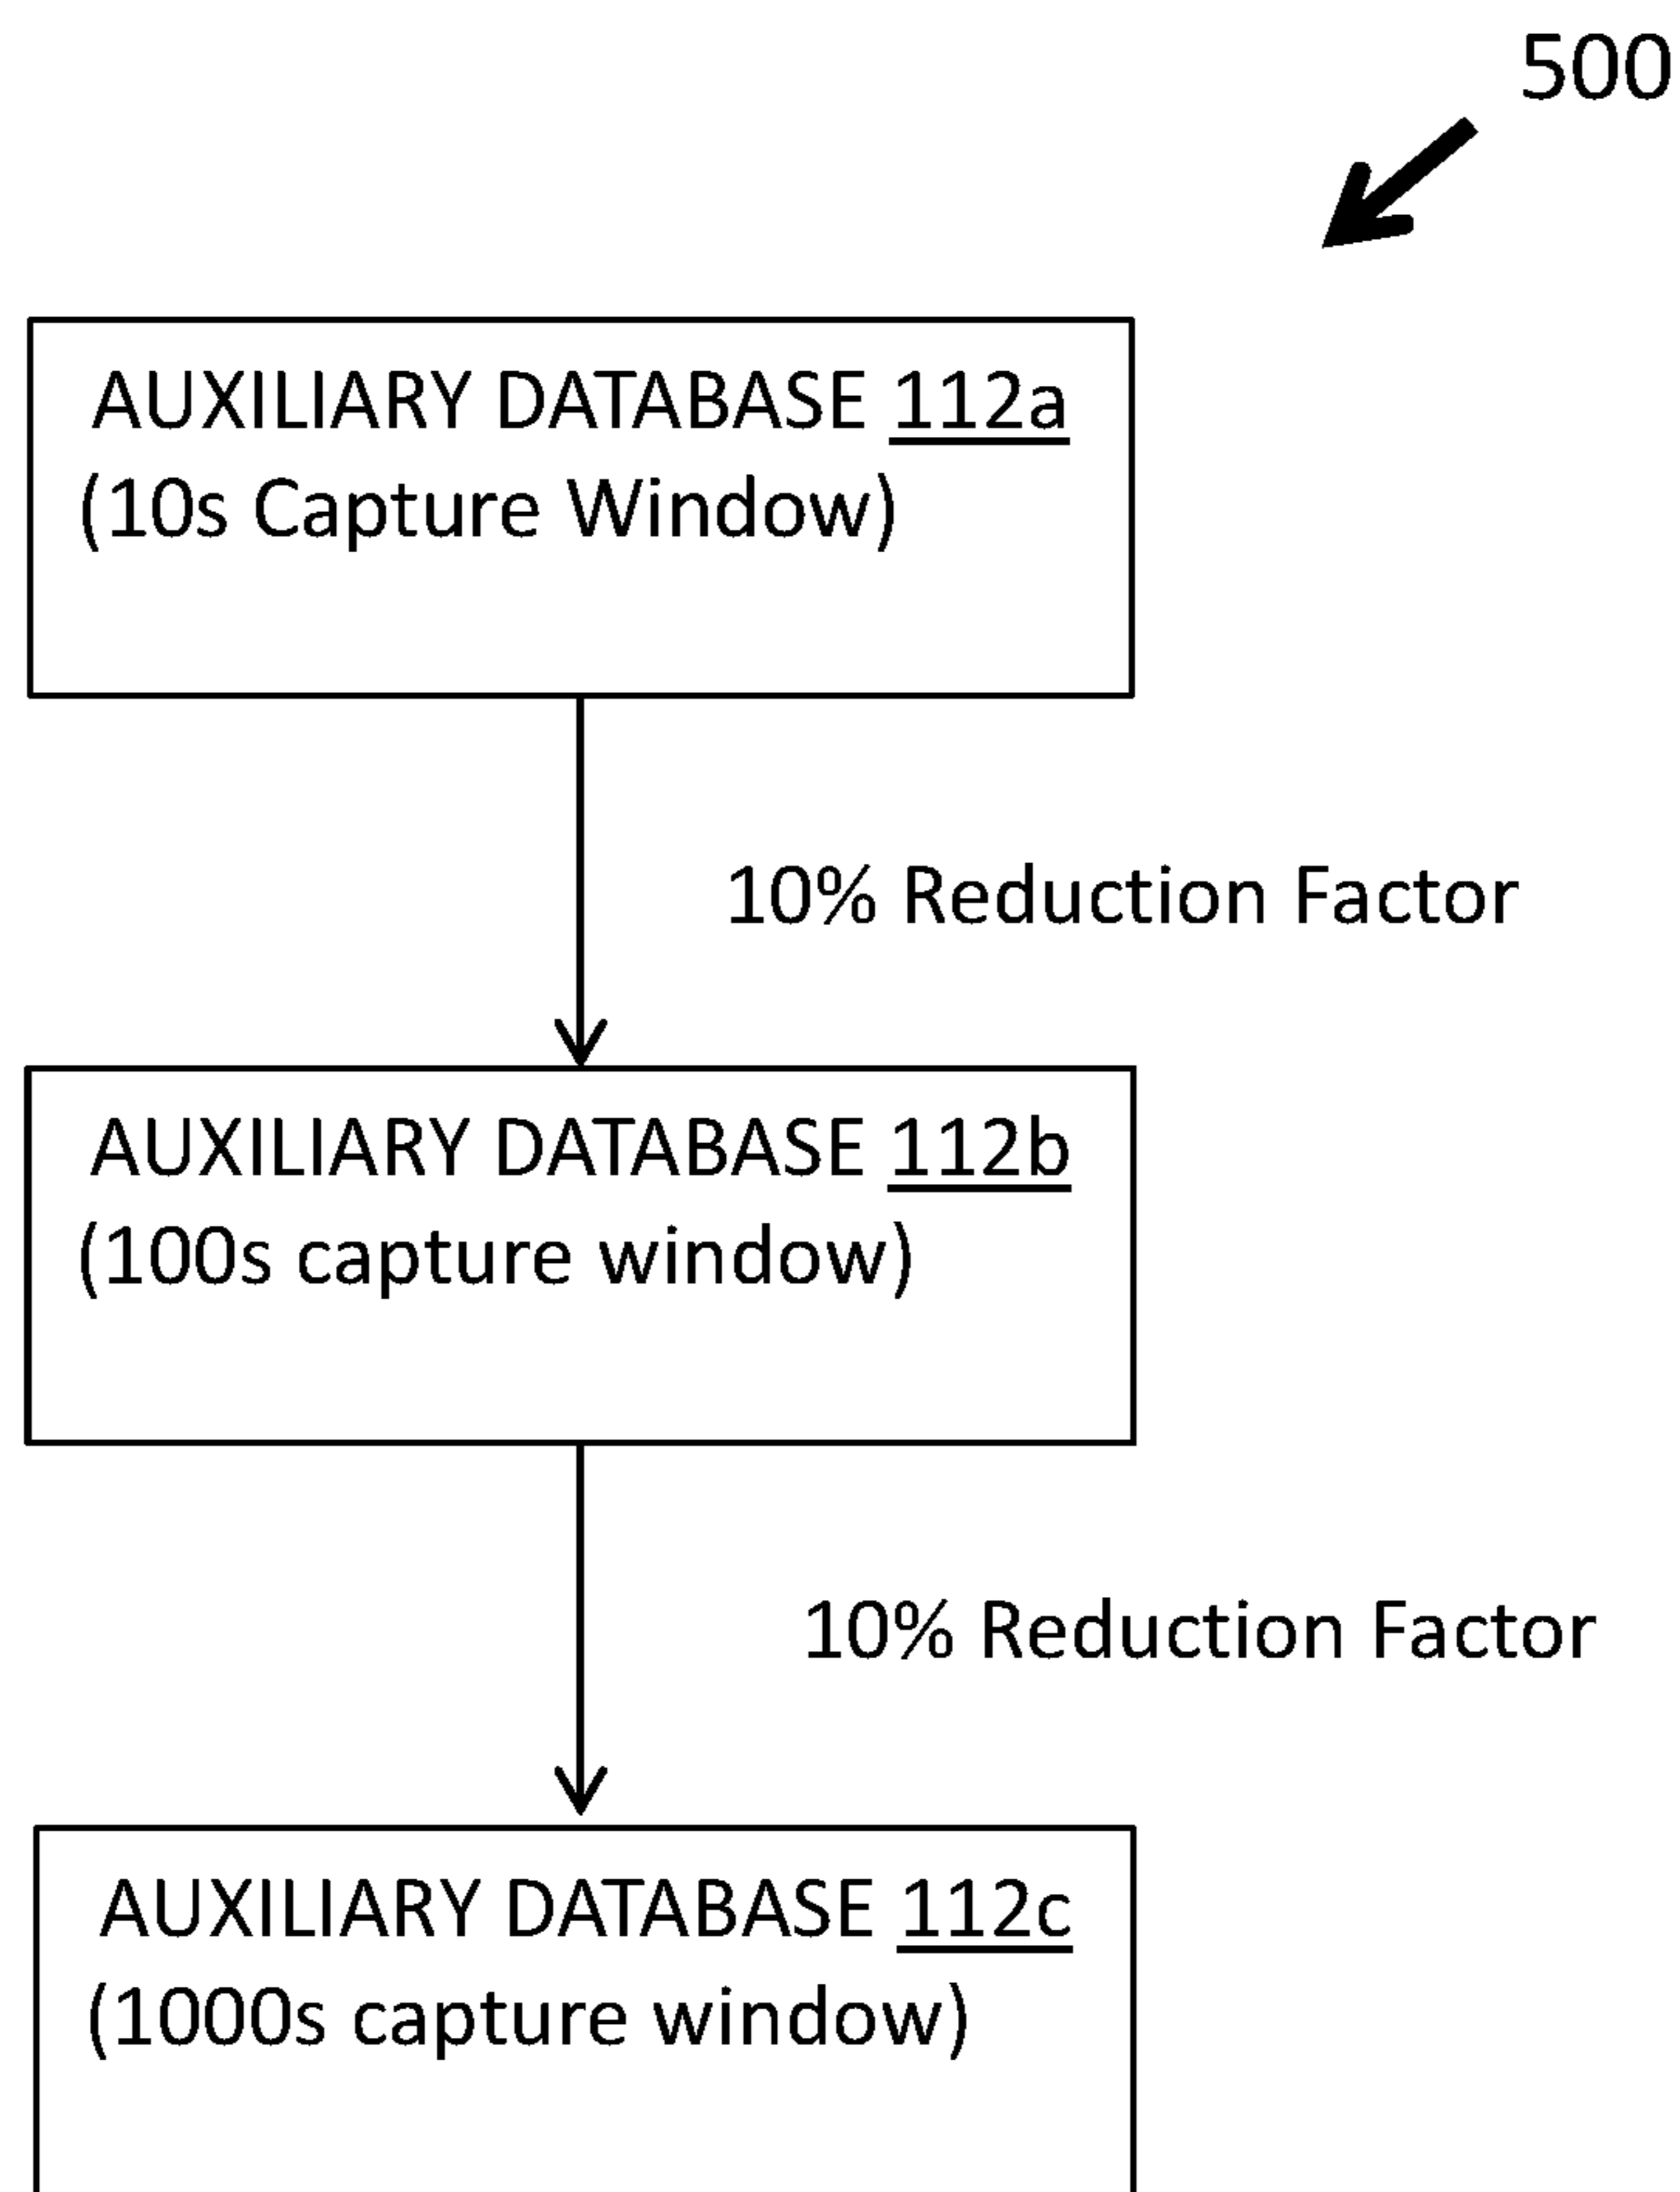 500
AUXILIARY DATABASE 112a
(10s Capture Window)
10% Reduction Factor
AUXILIARY DATABASE 112b
(100s capture window)
10% Reduction Factor
AUXILIARY DATABASE 112c
(1000s capture window)